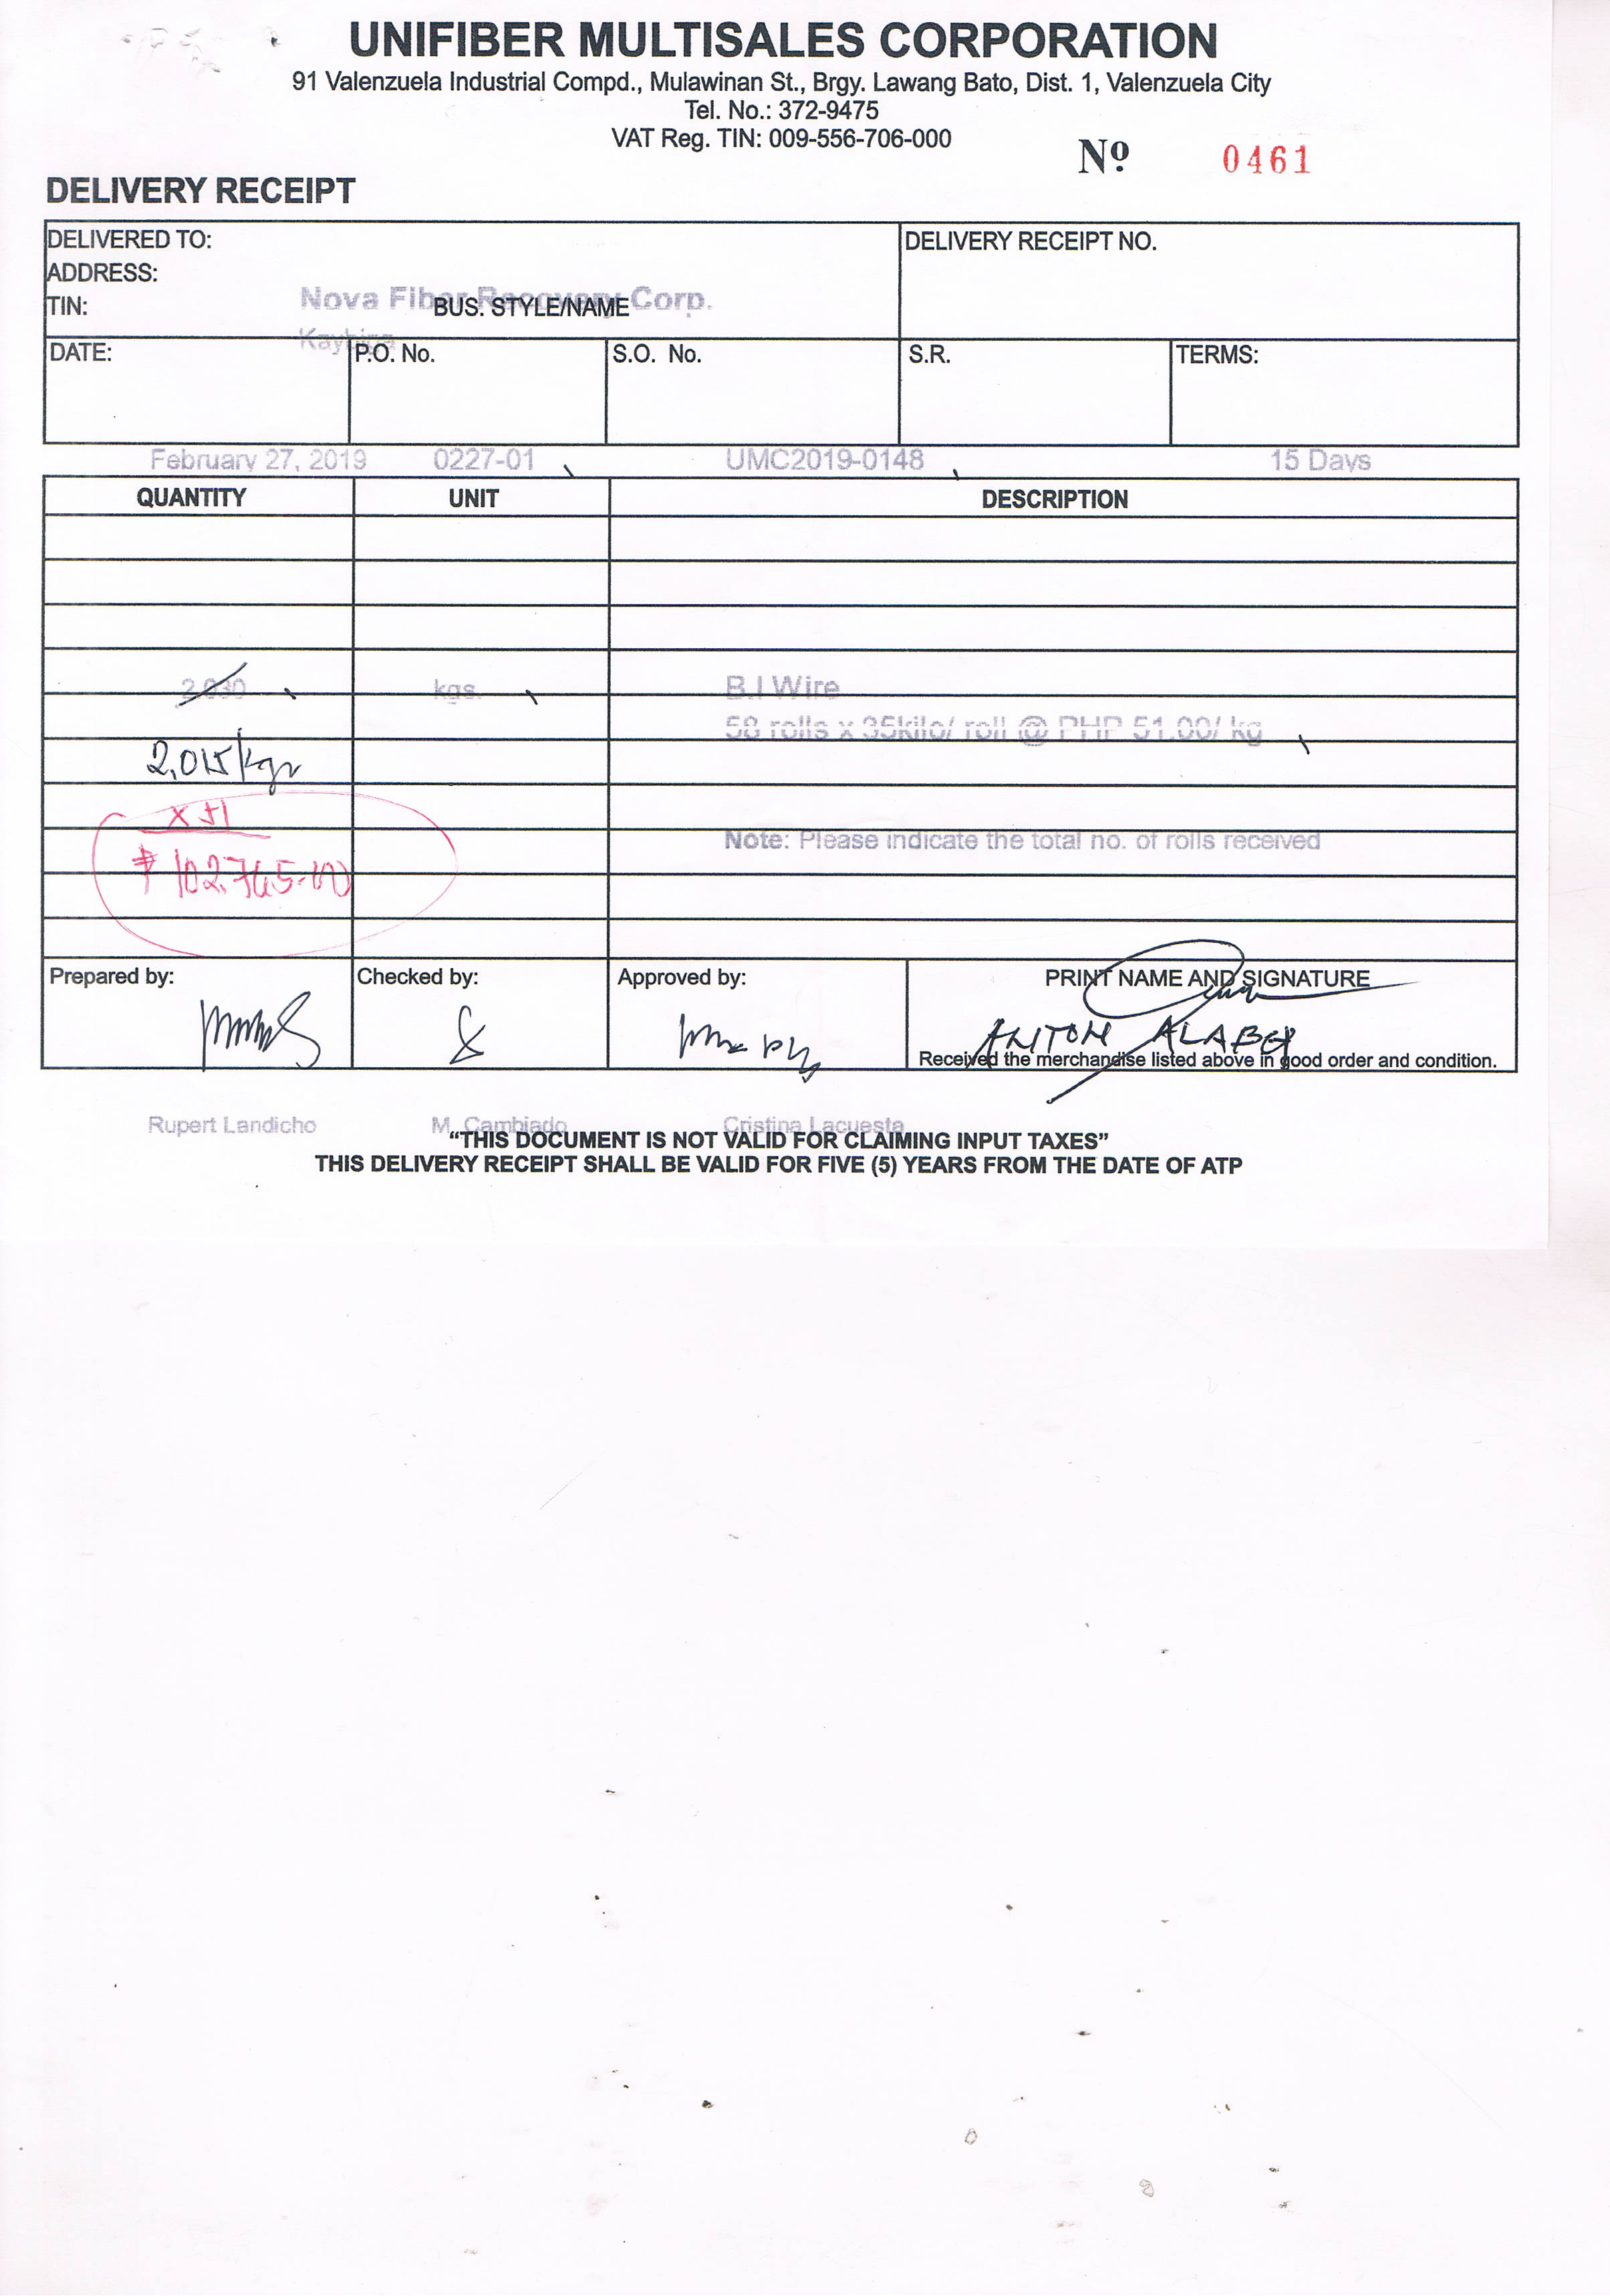 UNIFIBER MULTISALES CORPORATION
91 Valenzuela Industrial Compd., Mulawinan St., Brgy. Lawang Bato, Dist. 1, Valenzuela City
Tel. No.: 372-9475
VAT Reg. TIN: 009-556-706-000
Nº 0461
DELIVERY RECEIPT
DELIVERED TO: DELIVERY RECEIPT NO.
ADDRESS:
Nova Fiber Recovery Corp.
TIN: BUS. STYLE/NAME
Kaybiga
DATE: P.O. No. S.O. No. S.R. TERMS:
February 27, 2019 0227-01 UMC2019-0148 15 Days
QUANTITY UNIT DESCRIPTION
2,030 kgs. B.I Wire
58 rolls x 35kilo/ roll @ PHP 51.00/ kg
2,015/kgs
x 51
Note: Please indicate the total no. of rolls received
₱102,765.00
Prepared by: Checked by: Approved by: PRINT NAME AND SIGNATURE
ANTON ALABO
Received the merchandise listed above in good order and condition.
Rupert Landicho M. Cambiado Cristina Lacuesta
“THIS DOCUMENT IS NOT VALID FOR CLAIMING INPUT TAXES”
THIS DELIVERY RECEIPT SHALL BE VALID FOR FIVE (5) YEARS FROM THE DATE OF ATP